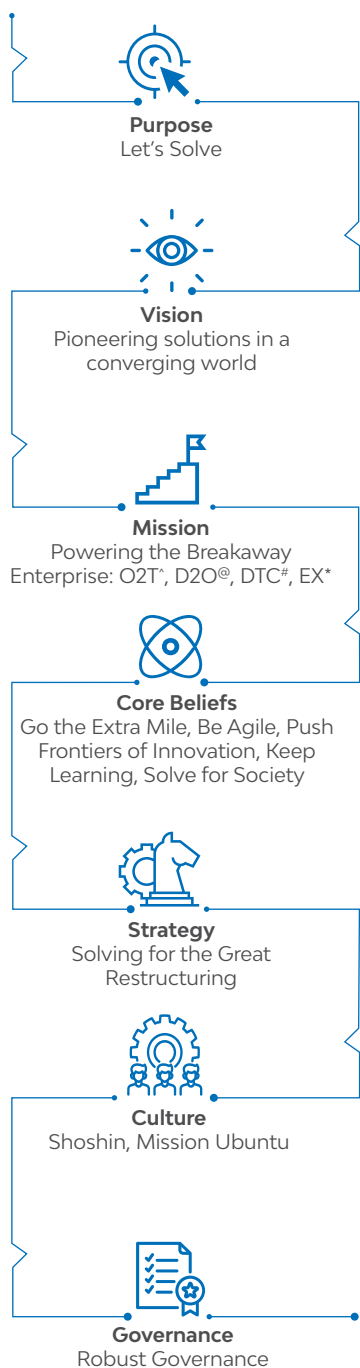 Purpose
Let's Solve
Vision
Pioneering solutions in a
converging world
Mission
Powering the Breakaway
Enterprise: O2T^, D2O@, DTC#, EX*
Core Beliefs
Go the Extra Mile, Be Agile, Push
Frontiers of Innovation, Keep
Learning, Solve for Society
Strategy
Solving for the Great
Restructuring
Culture
Shoshin, Mission Ubuntu
Governance
Robust Governance